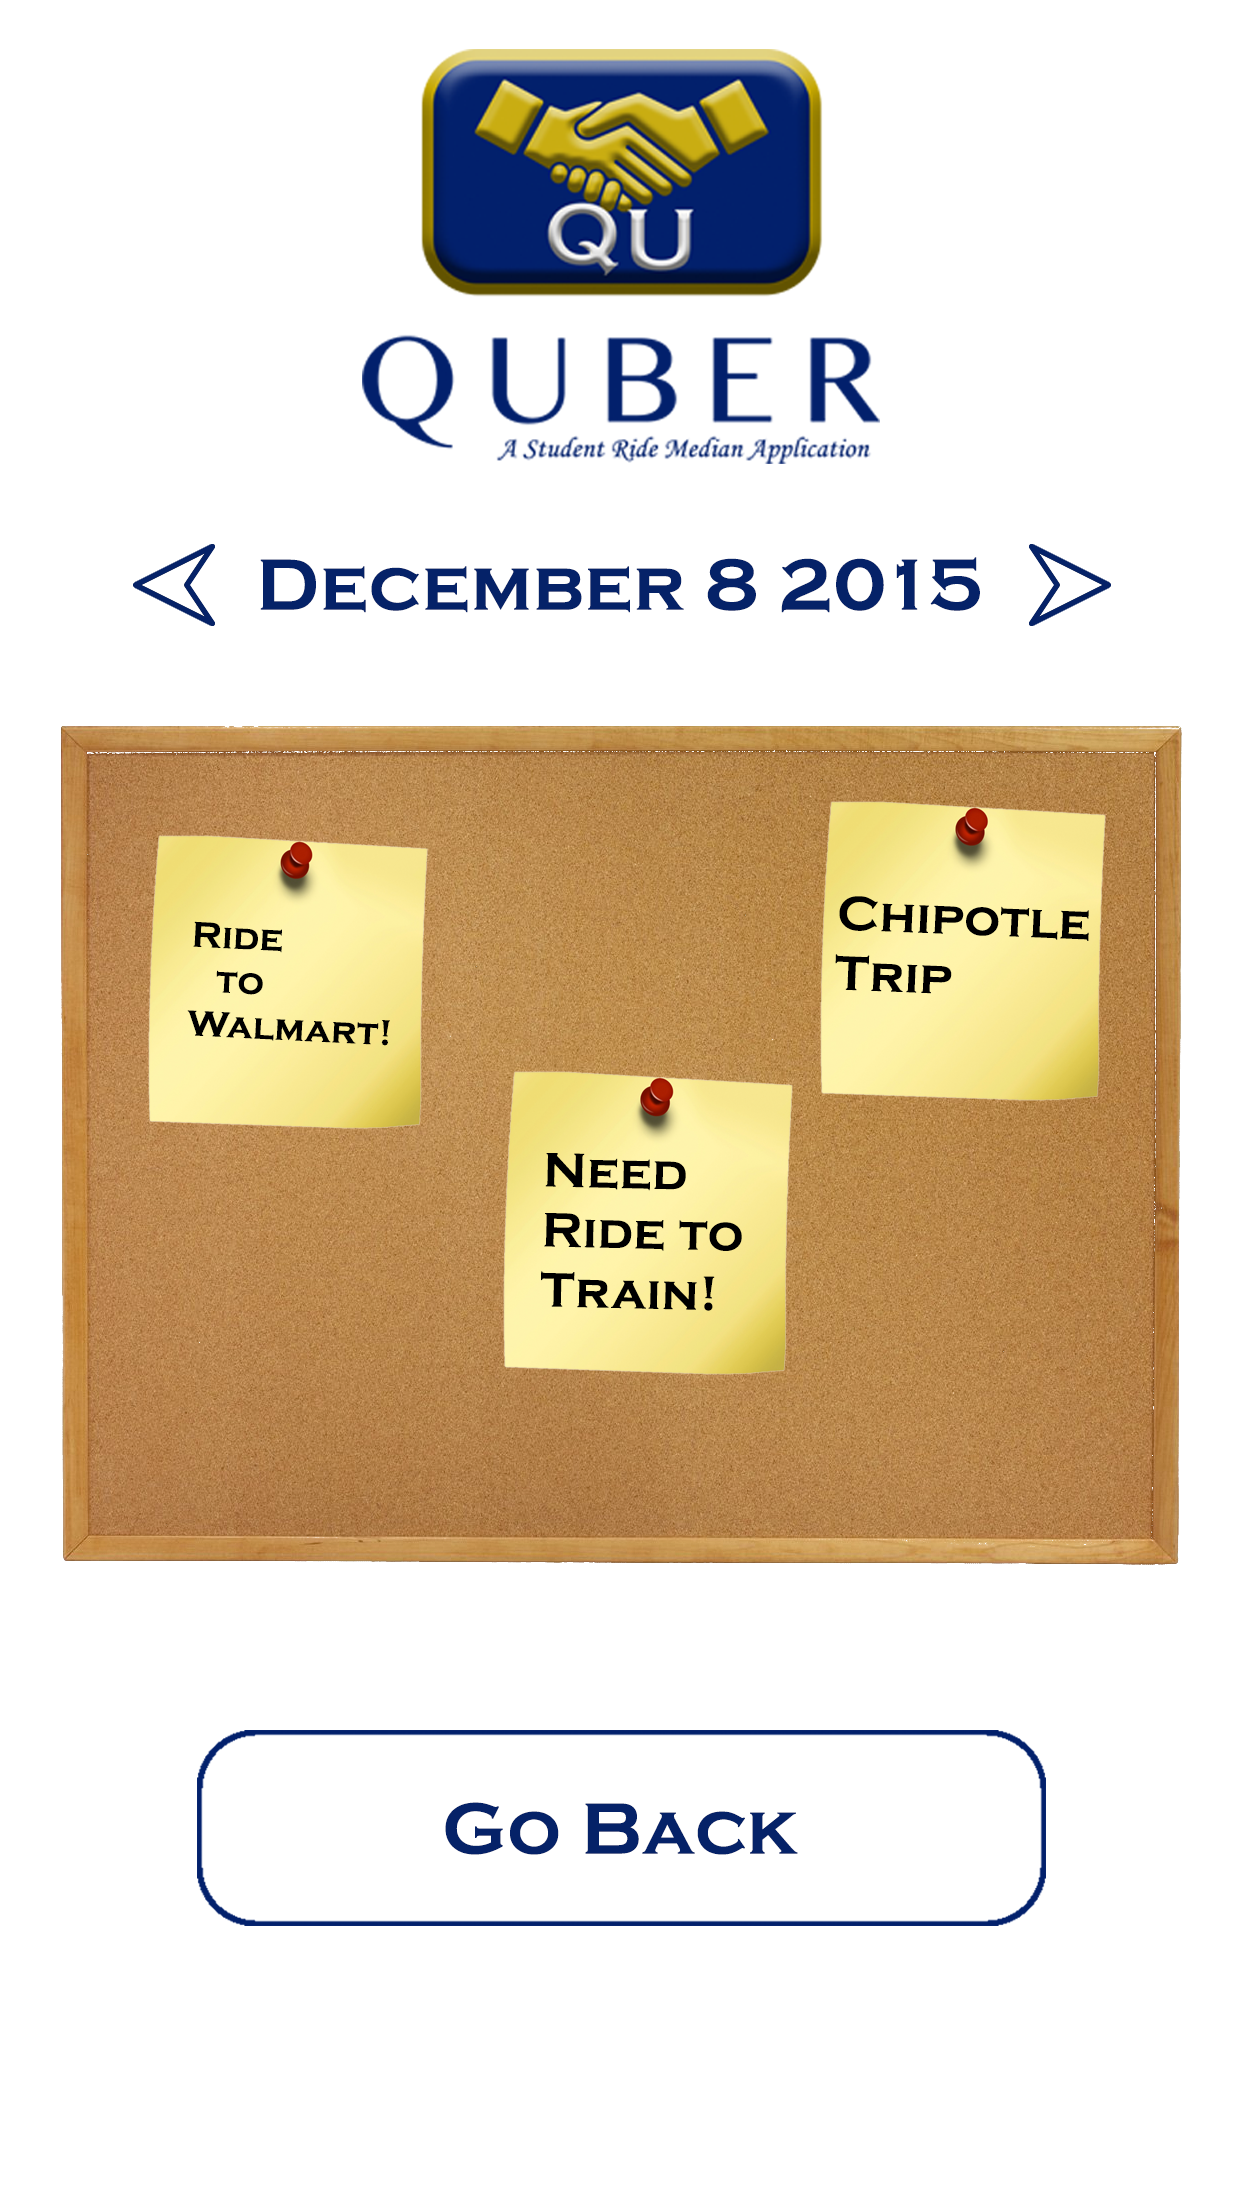 QU
QUBER
A Student Ride Median Application
December 8 2015
Ride
to
Walmart!
Chipotle
Trip
Need
Ride to
Train!
Go Back